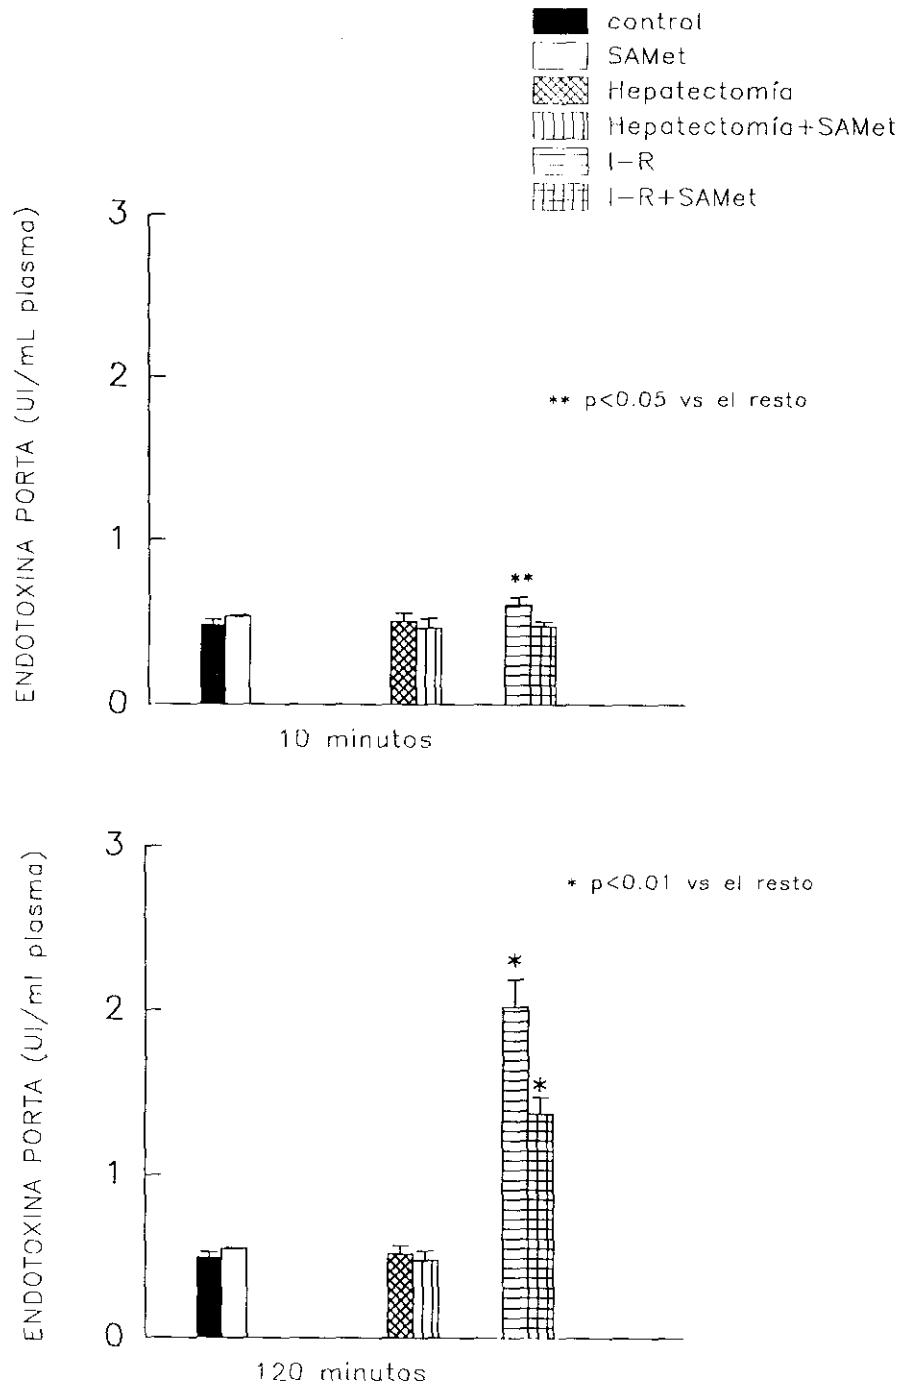 control
SAMet
Hepatectomía
Hepatectomía+SAMet
I-R
I-R+SAMet
ENDOTOXINA PORTA (UI/mL plasma)
3
2
1
0
** p<0.05 vs el resto
**
10 minutos
ENDOTOXINA PORTA (UI/ml plasma)
3
2
1
0
* p<0.01 vs el resto
*
*
120 minutos